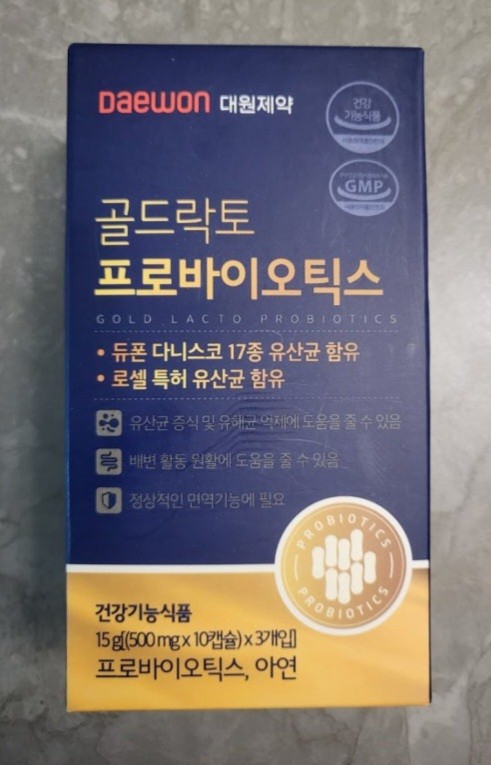 DAEWON 대원제약
건강
기능식품
GMP
골드락토
프로바이오틱스
GOLD LACTO PROBIOTICS
• 듀폰 다니스코 17종 유산균 함유
• 로셀 특허 유산균 함유
유산균 증식 및 유해균 억제에 도움을 줄 수 있음
배변 활동 원활에 도움을 줄 수 있음
정상적인 면역기능에 필요
PROBIOTICS
PROBIOTICS
건강기능식품
15g[(500mg x 10캡슐) x 3개입]
프로바이오틱스, 아연